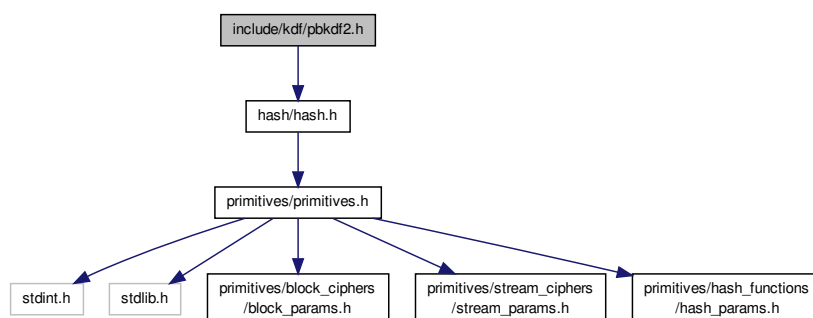 include/kdf/pbkdf2.h
hash/hash.h
primitives/primitives.h
stdint.h
stdlib.h
primitives/block_ciphers
/block_params.h
primitives/stream_ciphers
/stream_params.h
primitives/hash_functions
/hash_params.h